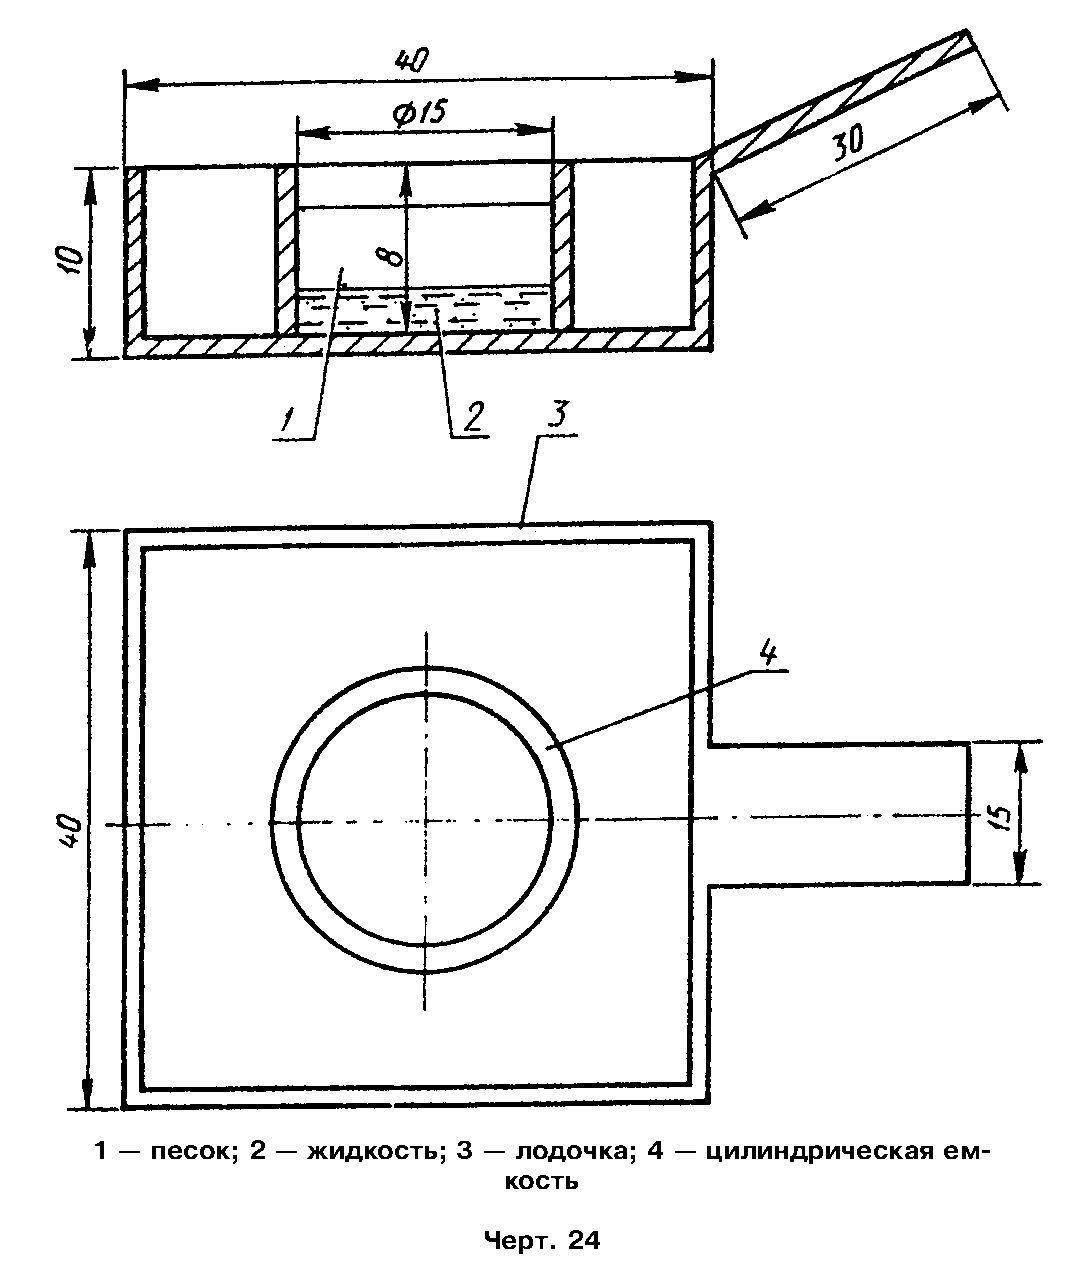 40
Ф15
30
10
8
1
2
3
4
40
15
1 — песок; 2 — жидкость; 3 — лодочка; 4 — цилиндрическая ем-
кость
Черт. 24